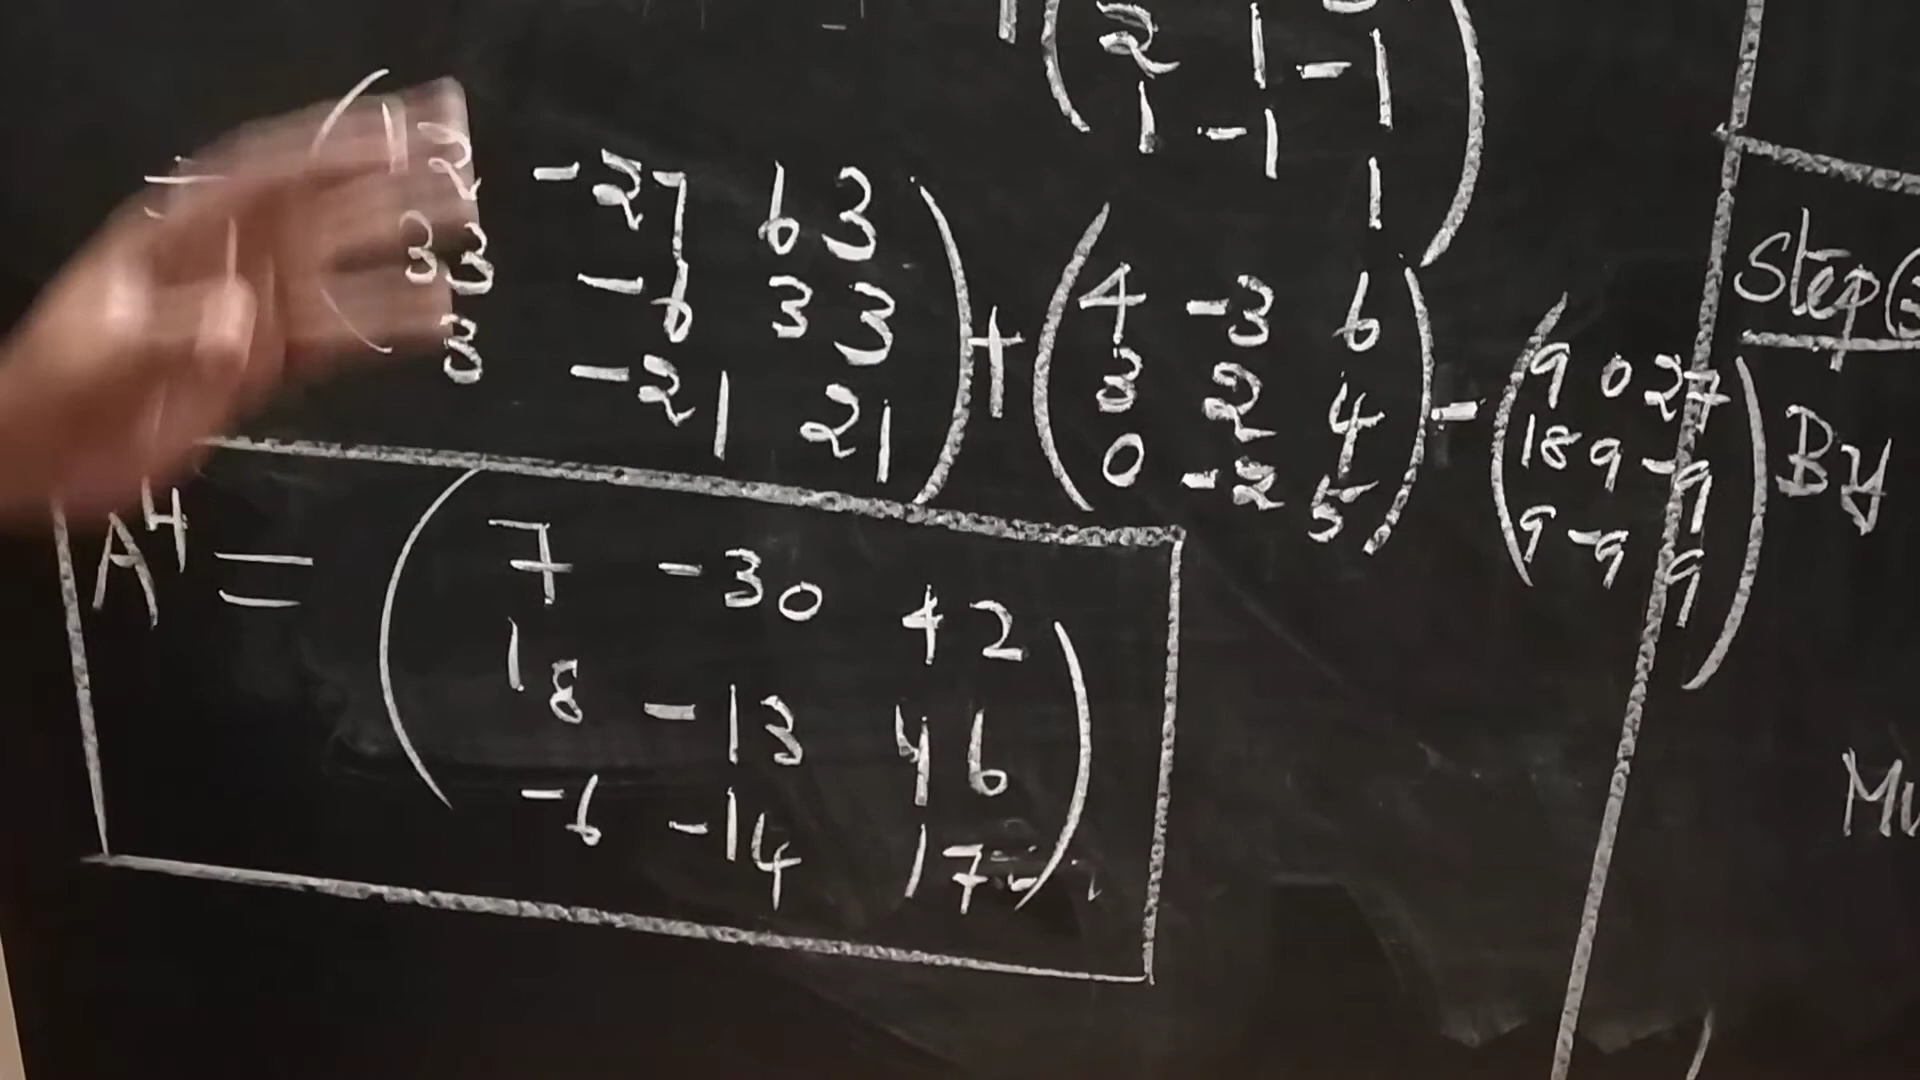 2 1 -1
1 -1 1
= ( 12 -27 63
33 -6 33
3 -21 21 ) + ( 4 -3 6
3 2 4
0 -2 5 ) - ( 9 0 27
18 9 -9
9 -9 9 )
A⁴ = ( 7 -30 42
18 -13 46
-6 -14 17 )
Step (3
By